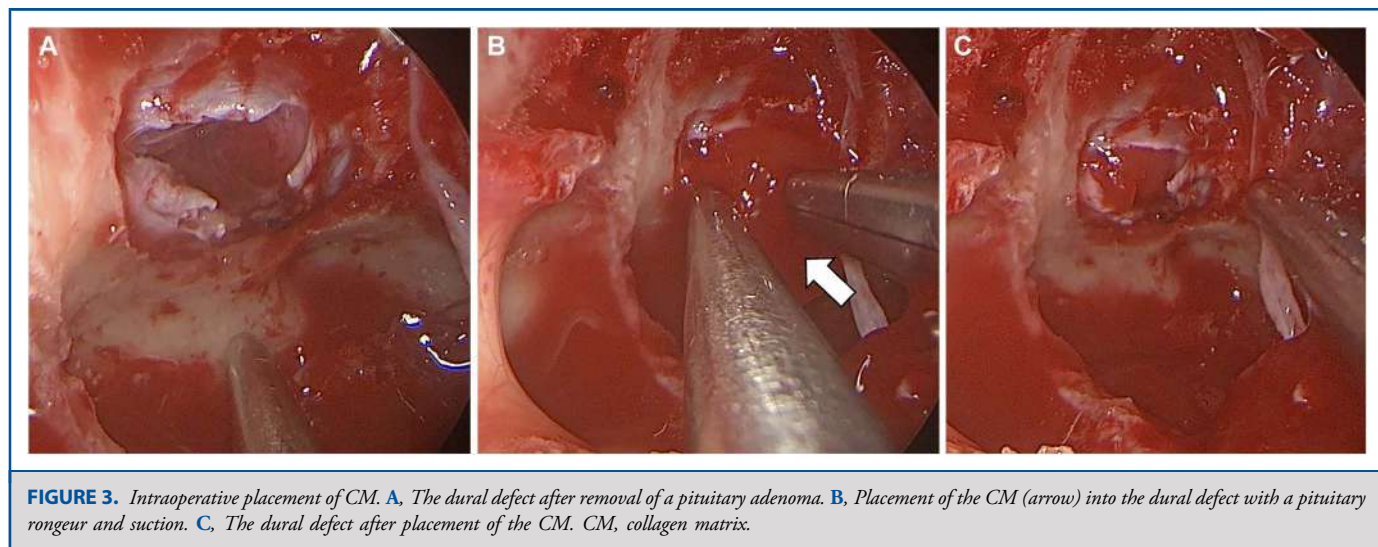 A
B
C
FIGURE 3. Intraoperative placement of CM. A, The dural defect after removal of a pituitary adenoma. B, Placement of the CM (arrow) into the dural defect with a pituitary
rongeur and suction. C, The dural defect after placement of the CM. CM, collagen matrix.